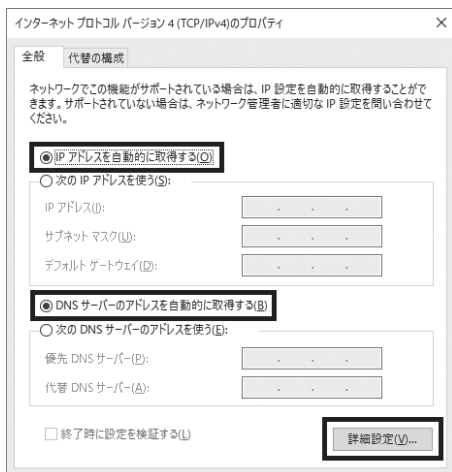 インターネット プロトコル バージョン 4 (TCP/IPv4)のプロパティ
全般 代替の構成
ネットワークでこの機能がサポートされている場合は、IP 設定を自動的に取得することがで
きます。サポートされていない場合は、ネットワーク管理者に適切な IP 設定を問い合わせて
ください。
IP アドレスを自動的に取得する(O)
次の IP アドレスを使う(S):
IP アドレス(I):
サブネット マスク(U):
デフォルト ゲートウェイ(D):
DNS サーバーのアドレスを自動的に取得する(B)
次の DNS サーバーのアドレスを使う(E):
優先 DNS サーバー(P):
代替 DNS サーバー(A):
終了時に設定を検証する(L)
詳細設定(V)...